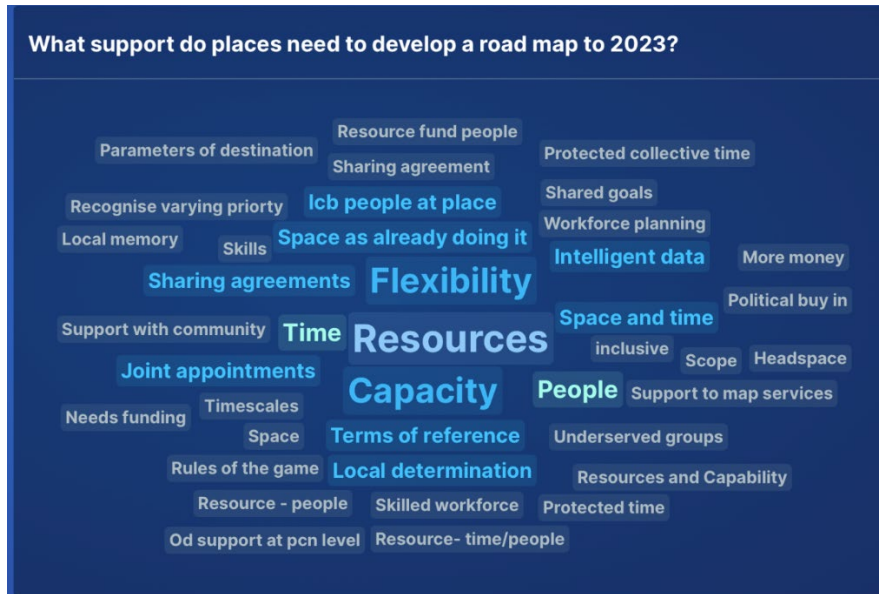 What support do places need to develop a road map to 2023?
Resource fund people
Parameters of destination
Protected collective time
Sharing agreement
Shared goals
Icb people at place
Recognise varying priorty
Workforce planning
Local memory
Skills
Space as already doing it
Intelligent data
More money
Sharing agreements
Flexibility
Political buy in
Space and time
Support with community
Time
Resources
inclusive
Scope
Headspace
Joint appointments
Capacity
People
Support to map services
Timescales
Needs funding
Space
Terms of reference
Underserved groups
Rules of the game
Local determination
Resources and Capability
Resource - people
Skilled workforce
Protected time
Od support at pcn level
Resource- time/people